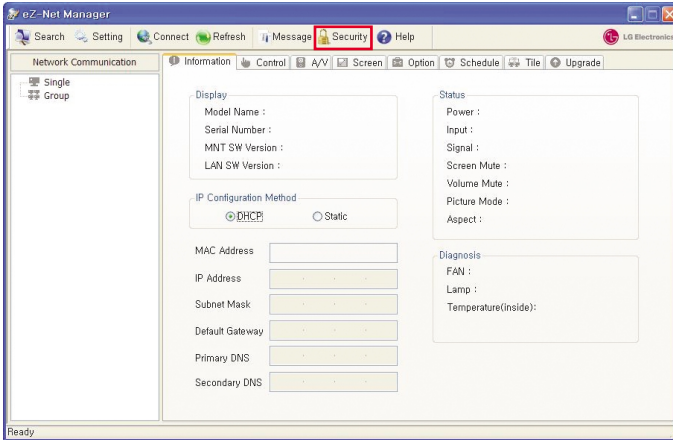 eZ-Net Manager
Search Setting Connect Refresh Message Security Help LG Electronics
Network Communication
Single
Group
Information Control A/V Screen Option Schedule Tile Upgrade
Display
Model Name :
Serial Number :
MNT SW Version :
LAN SW Version :
IP Configuration Method
DHCP Static
MAC Address
IP Address
Subnet Mask
Default Gateway
Primary DNS
Secondary DNS
Status
Power :
Input :
Signal :
Screen Mute :
Volume Mute :
Picture Mode :
Aspect :
Diagnosis
FAN :
Lamp :
Temperature(inside):
Ready